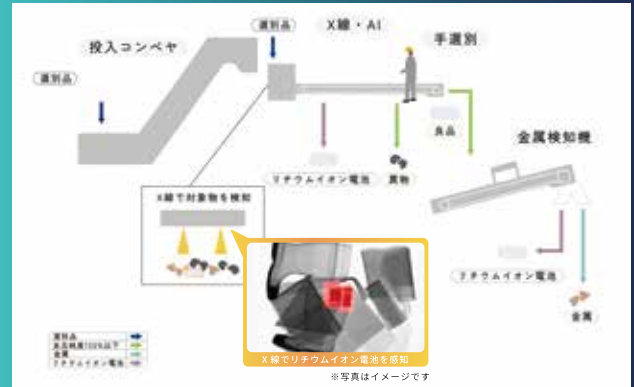 選別品
X線・AI
投入コンベヤ
手選別
選別品
良品
金属検知機
リチウムイオン電池
異物
X線で対象物を検知
リチウムイオン電池
金属
X線でリチウムイオン電池を感知
※写真はイメージです
選別品
金属
リチウムイオン電池